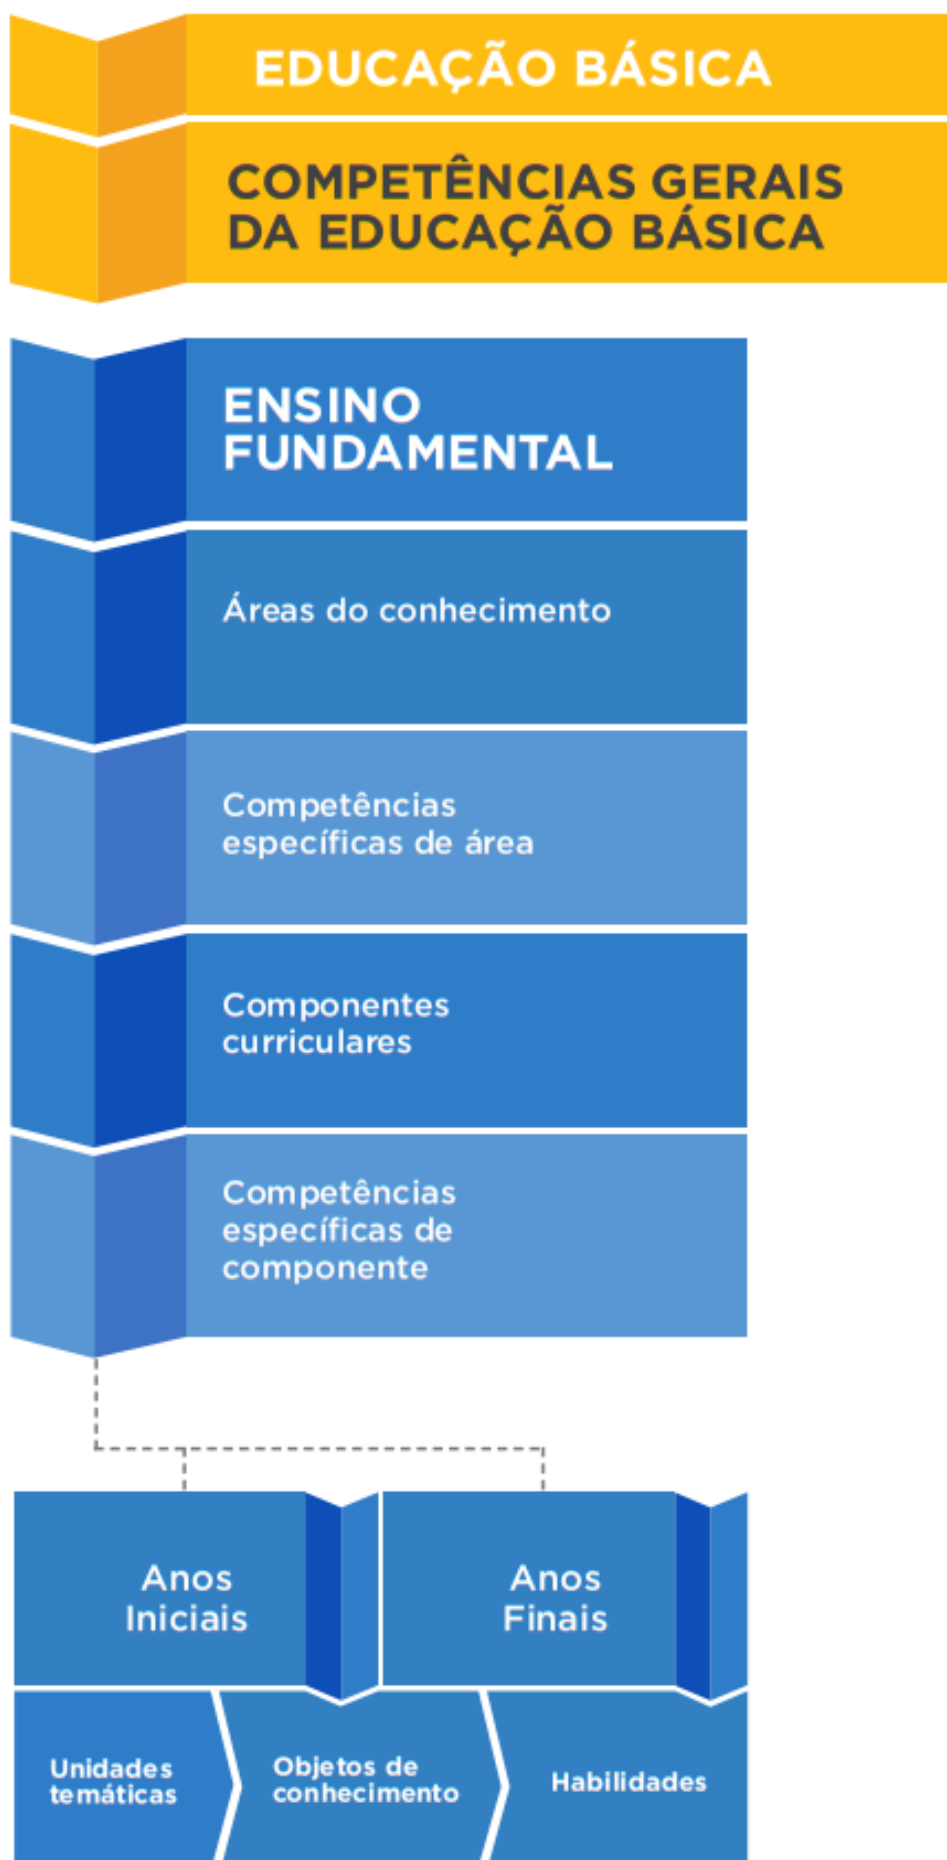 EDUCAÇÃO BÁSICA
COMPETÊNCIAS GERAIS
DA EDUCAÇÃO BÁSICA
ENSINO
FUNDAMENTAL
Áreas do conhecimento
Competências
específicas de área
Componentes
curriculares
Competências
específicas de
componente
Anos
Iniciais
Anos
Finais
Unidades
temáticas
Objetos de
conhecimento
Habilidades